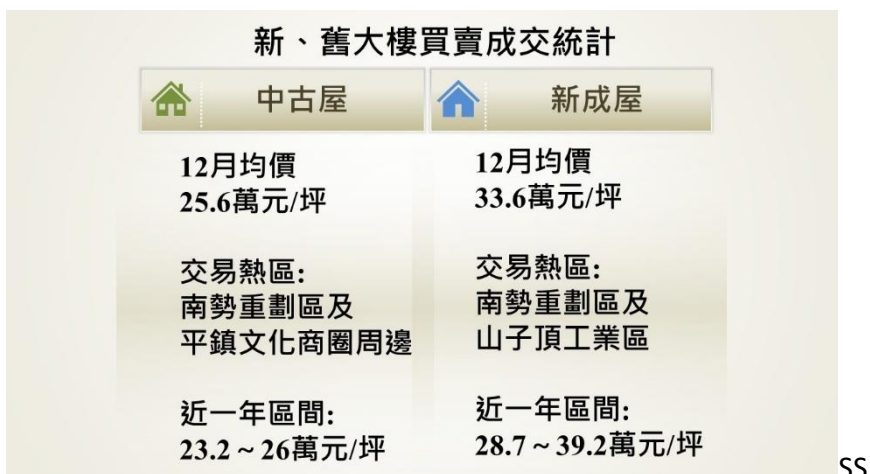 新、舊大樓買賣成交統計
中古屋
12月均價
25.6萬元/坪
交易熱區:
南勢重劃區及
平鎮文化商圈周邊
近一年區間:
23.2～26萬元/坪
新成屋
12月均價
33.6萬元/坪
交易熱區:
南勢重劃區及
山子頂工業區
近一年區間:
28.7～39.2萬元/坪
SS